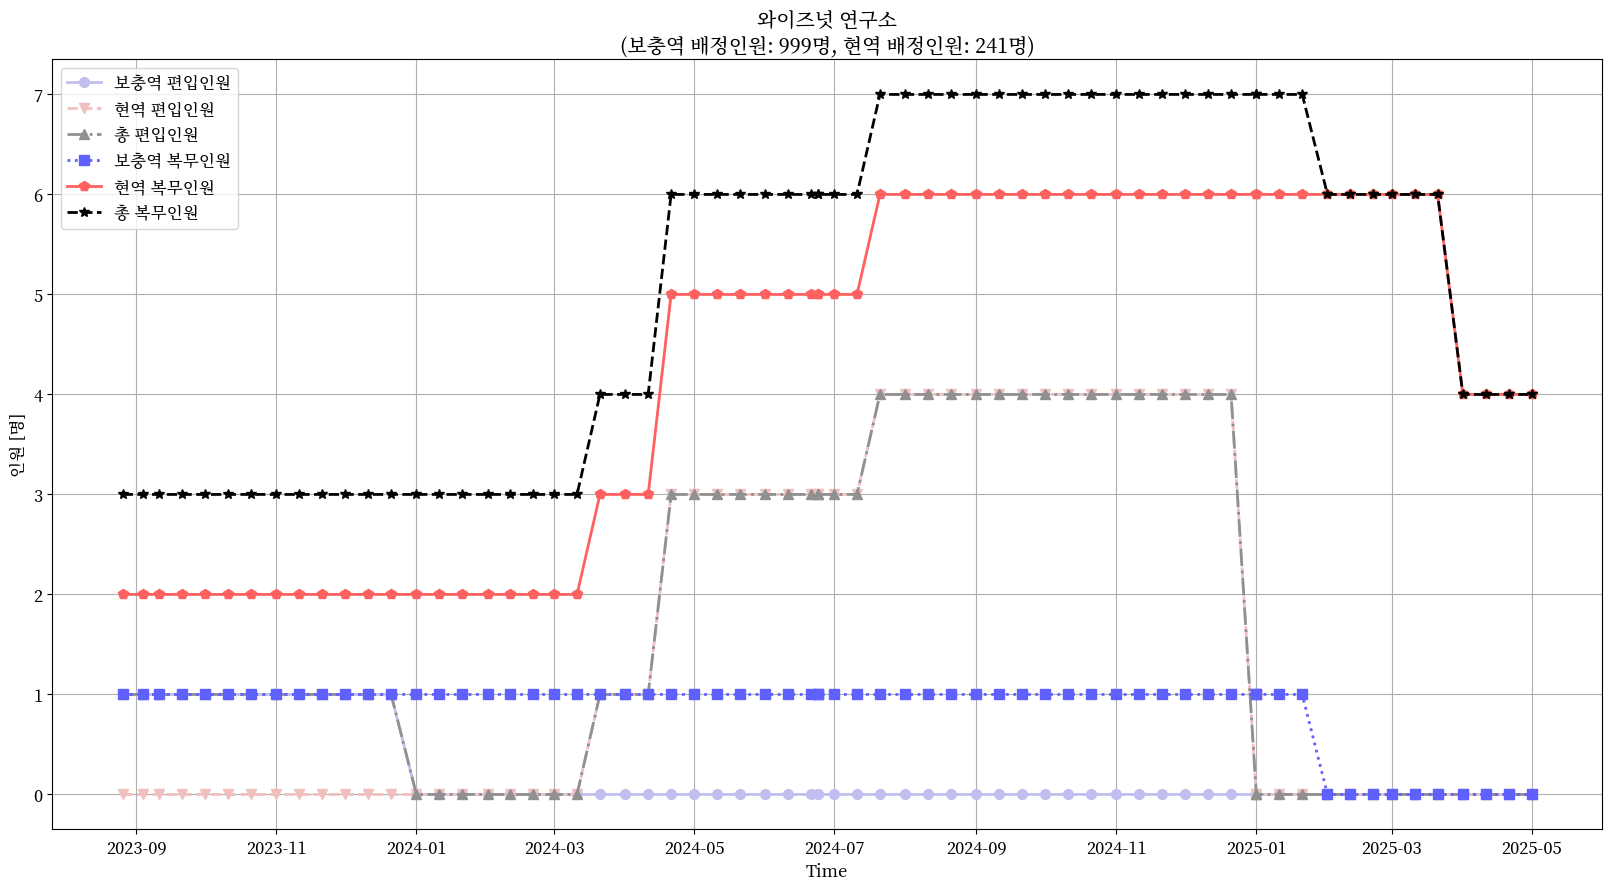 와이즈넛 연구소
(보충역 배정인원: 999명, 현역 배정인원: 241명)
보충역 편입인원
현역 편입인원
총 편입인원
보충역 복무인원
현역 복무인원
총 복무인원
인원 [명]
7
6
5
4
3
2
1
0
2023-09
2023-11
2024-01
2024-03
2024-05
2024-07
2024-09
2024-11
2025-01
2025-03
2025-05
Time